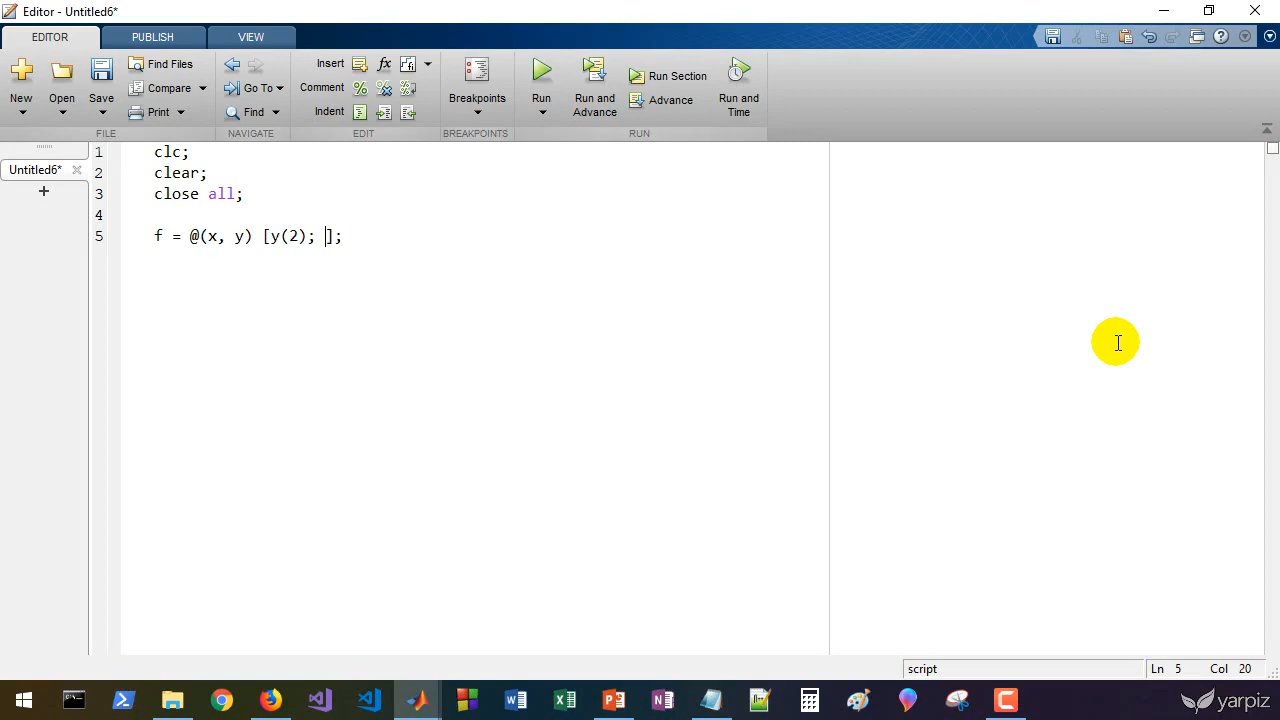 Editor - Untitled6*
EDITOR PUBLISH VIEW
New Open Save Find Files Compare Print
FILE
Go To Find
NAVIGATE
Insert fx
Comment
Indent
EDIT
Breakpoints
BREAKPOINTS
Run Run and Advance Run Section Advance Run and Time
RUN
Untitled6*
1 clc;
2 clear;
3 close all;
4
5 f = @(x, y) [y(2); ];
script Ln 5 Col 20
yarpiz